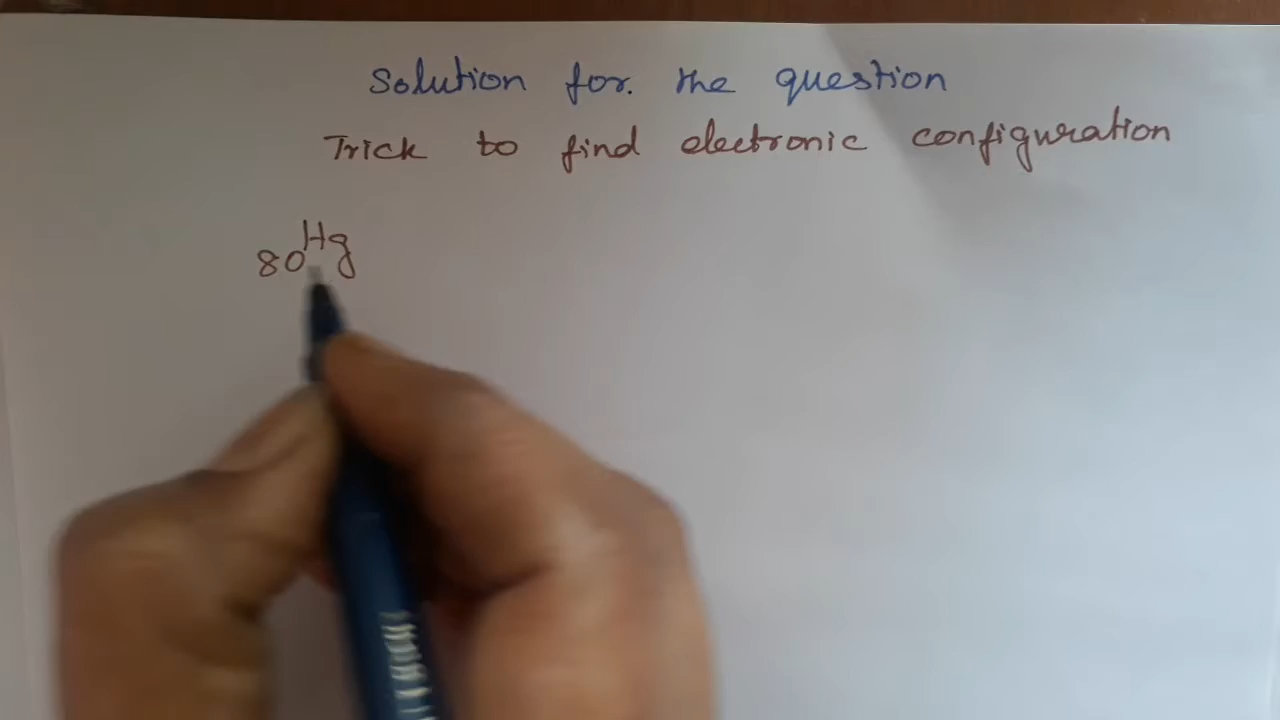 Solution for. the question
Trick to find electronic configuration
80Hg